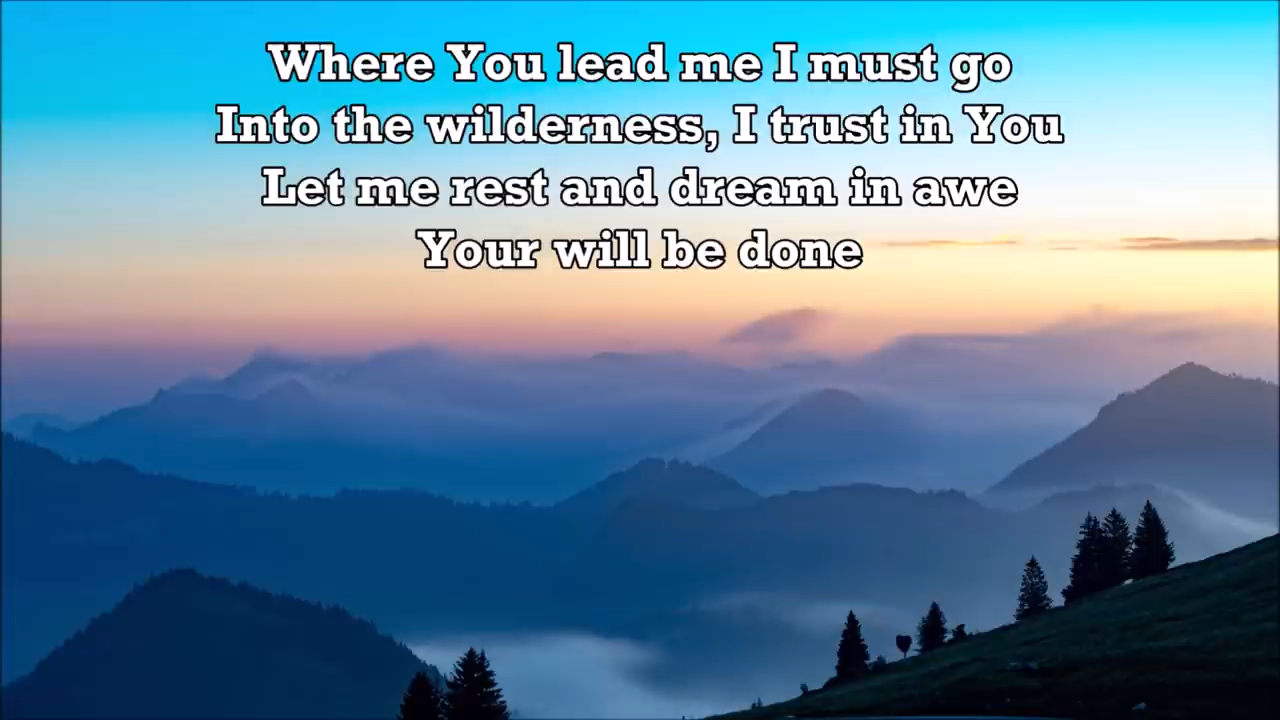 Where You lead me I must go
Into the wilderness, I trust in You
Let me rest and dream in awe
Your will be done